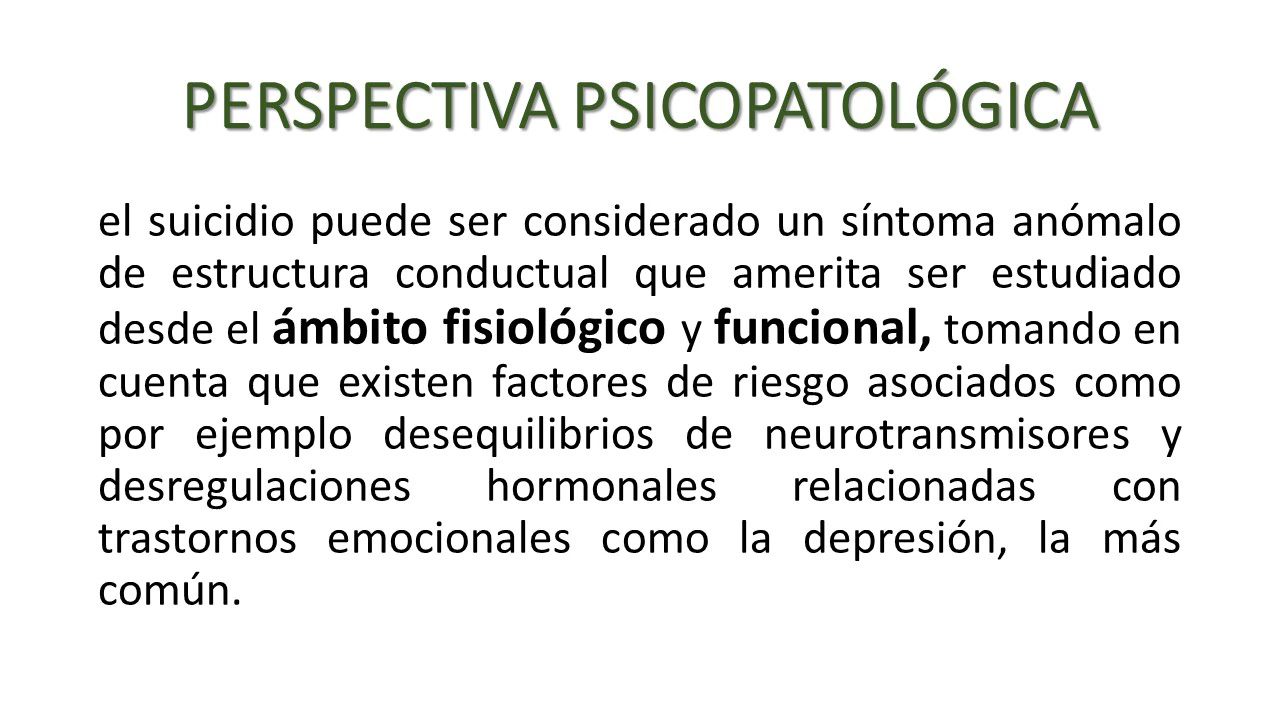 PERSPECTIVA PSICOPATOLÓGICA
el suicidio puede ser considerado un síntoma anómalo
de estructura conductual que amerita ser estudiado
desde el ámbito fisiológico y funcional, tomando en
cuenta que existen factores de riesgo asociados como
por ejemplo desequilibrios de neurotransmisores y
desregulaciones hormonales relacionadas con
trastornos emocionales como la depresión, la más
común.